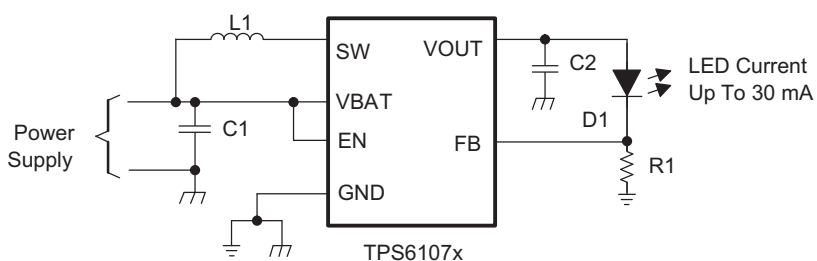 L1
SW
VOUT
C2
LED Current
Up To 30 mA
VBAT
C1
D1
Power
Supply
EN
FB
R1
GND
TPS6107x